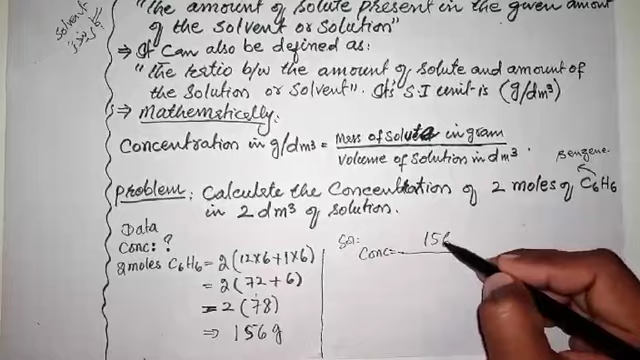 "The amount of solute present in the given amount
of the solvent or solution"
⇒ It can also be defined as:
"The ratio b/w the amount of solute and amount of
the solution or solvent". It's S.I unit is (g/dm³)
⇒ Mathematically:
Concentration in g/dm³ = Mass of solute in gram
volume of solution in dm³.
Benzene
problem: Calculate the Concentration of 2 moles of C6H6
in 2 dm³ of solution.
Data
Conc: ?
2 moles C6H6 = 2(12×6+1×6)
= 2(72+6)
= 2(78)
⇒ 156g
Sol:
Conc = 156
Solvent